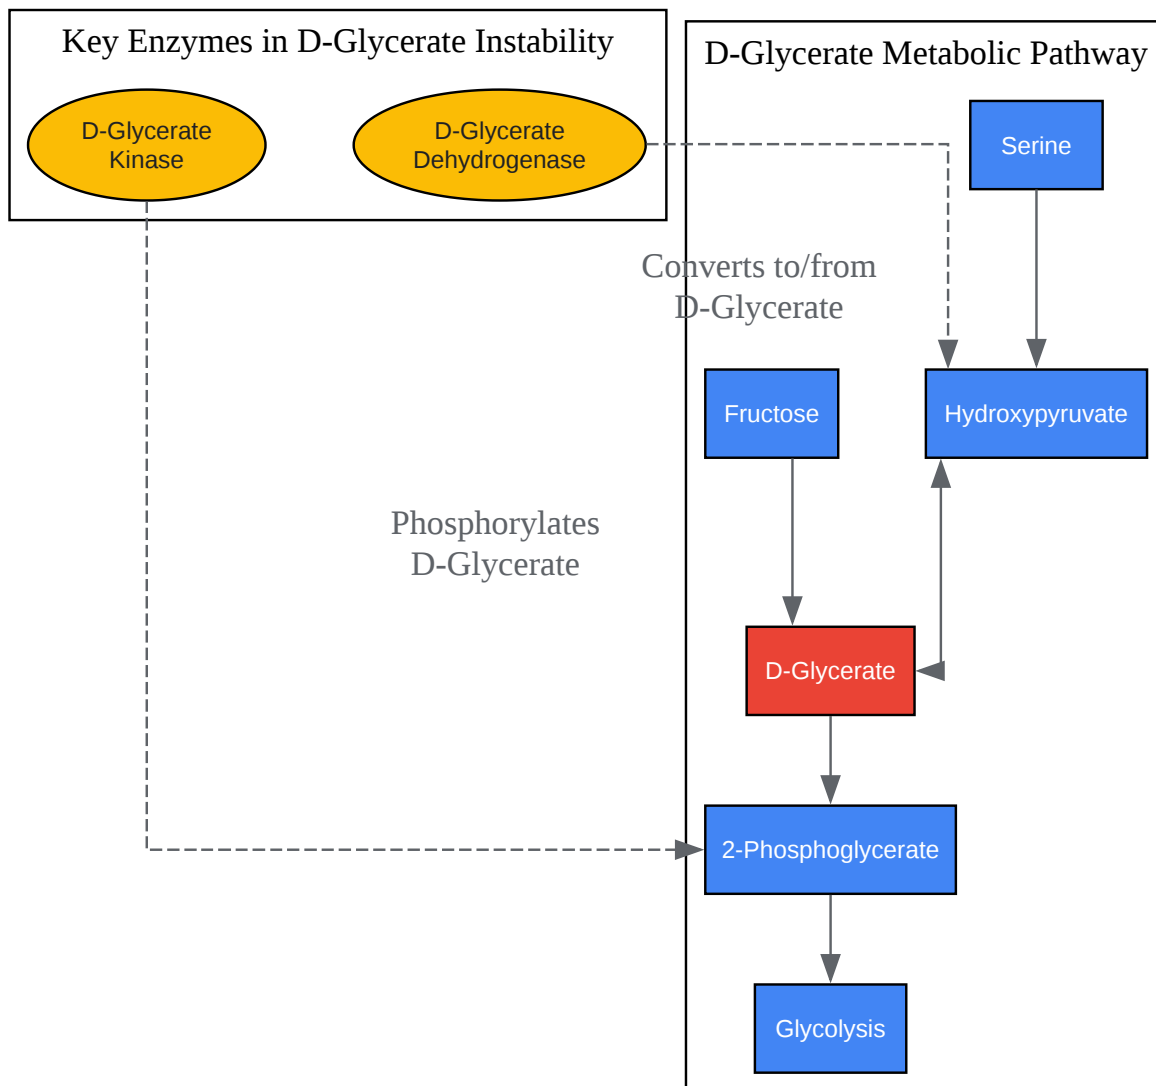 Key Enzymes in D-Glycerate Instability
D-Glycerate
Kinase
D-Glycerate
Dehydrogenase
D-Glycerate Metabolic Pathway
Serine
Converts to/from
D-Glycerate
Fructose
Hydroxypyruvate
Phosphorylates
D-Glycerate
D-Glycerate
2-Phosphoglycerate
Glycolysis